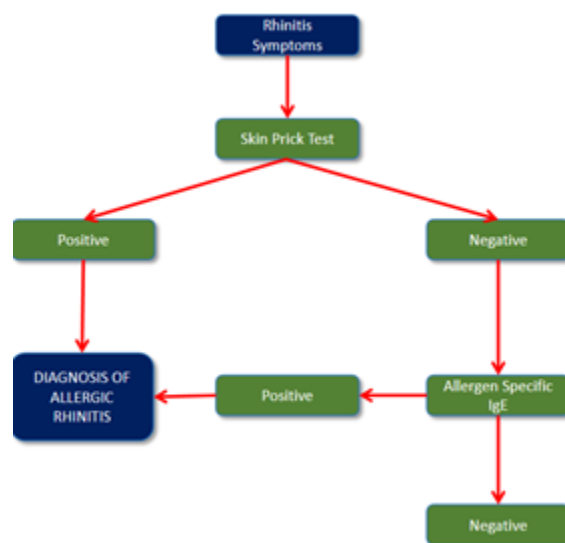 Rhinitis
Symptoms
Skin Prick Test
Positive
Negative
DIAGNOSIS OF
ALLERGIC
RHINITIS
Positive
Allergen Specific
IgE
Negative